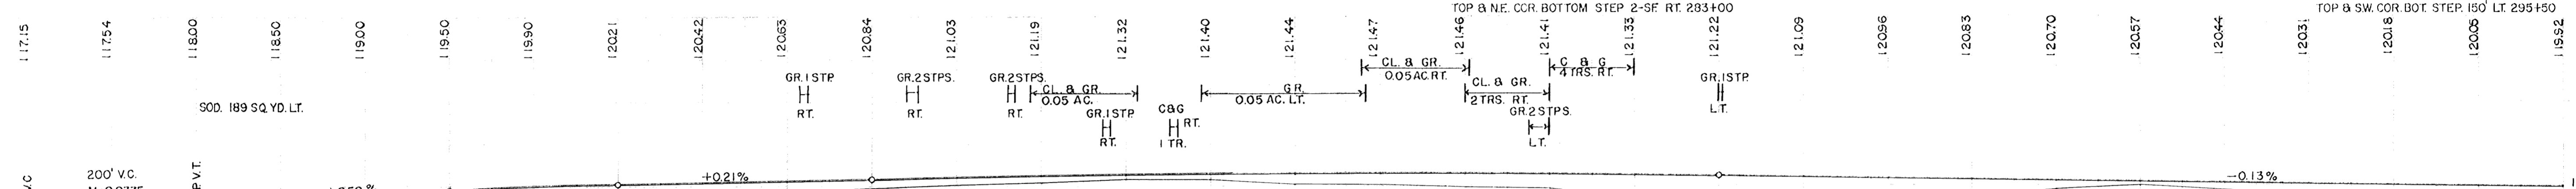 TOP & N.E. COR. BOTTOM STEP 2-SF. RT. 283+00
TOP & S.W. COR. BOT. STEP. 150' LT. 295+50
117.15
117.54
118.00
118.50
119.00
119.50
119.90
120.21
120.42
120.63
120.84
121.03
121.19
121.32
121.40
121.44
121.47
121.46
121.41
121.33
121.22
121.09
120.96
120.83
120.70
120.57
120.44
120.31
120.18
120.05
119.92
SOD. 189 SQ. YD. LT.
GR. 1 STP.
RT.
GR. 2 STPS.
RT.
GR. 2 STPS.
RT.
CL. & GR.
0.05 AC.
GR. 1 STP.
RT.
C&G
RT.
1 TR.
GR.
0.05 AC. LT.
CL. & GR.
0.05 AC. RT.
CL. & GR.
2 TRS. RT.
C & G
4 TRS. RT.
GR. 2 STPS.
LT.
GR. 1 STP.
LT.
200' V.C.
P.V.T.
+0.21%
-0.13%